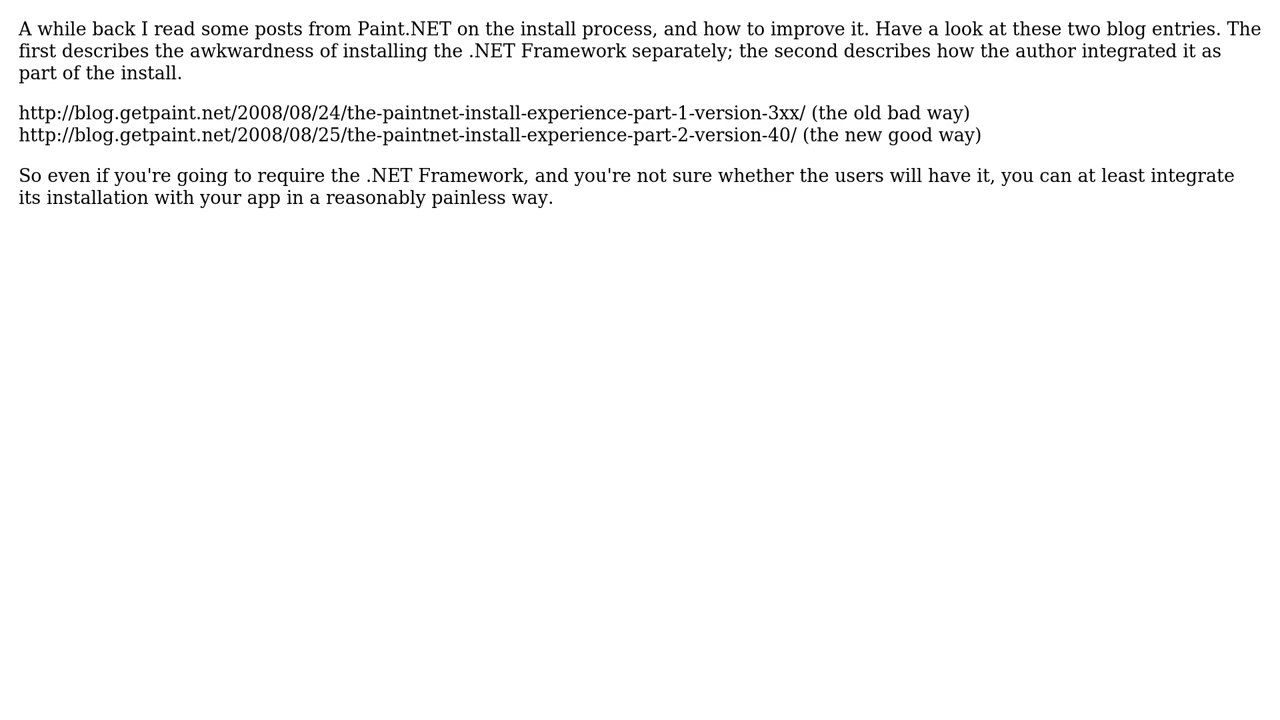 A while back I read some posts from Paint.NET on the install process, and how to improve it. Have a look at these two blog entries. The
first describes the awkwardness of installing the .NET Framework separately; the second describes how the author integrated it as
part of the install.
http://blog.getpaint.net/2008/08/24/the-paintnet-install-experience-part-1-version-3xx/ (the old bad way)
http://blog.getpaint.net/2008/08/25/the-paintnet-install-experience-part-2-version-40/ (the new good way)
So even if you're going to require the .NET Framework, and you're not sure whether the users will have it, you can at least integrate
its installation with your app in a reasonably painless way.